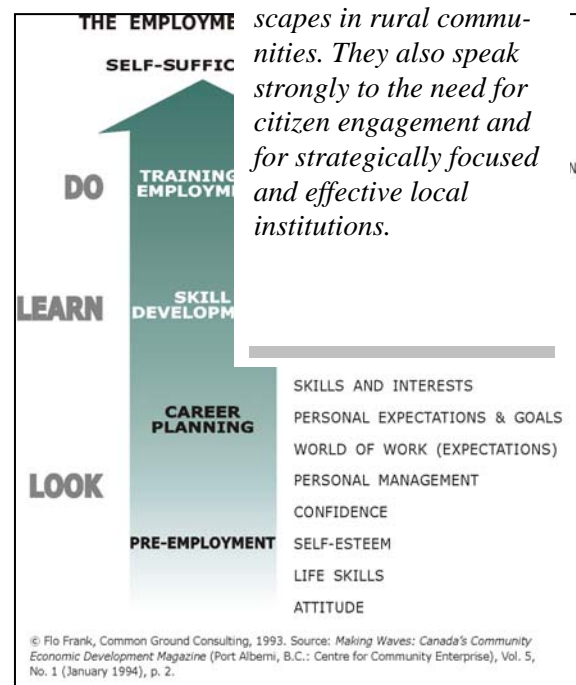 THE EMPLOYME
SELF-SUFFIC
scapes in rural commu-
nities. They also speak
strongly to the need for
citizen engagement and
for strategically focused
and effective local
institutions.
DO
TRAINING
EMPLOYM
LEARN
SKILL
DEVELOPM
LOOK
CAREER
PLANNING
PRE-EMPLOYMENT
SKILLS AND INTERESTS
PERSONAL EXPECTATIONS & GOALS
WORLD OF WORK (EXPECTATIONS)
PERSONAL MANAGEMENT
CONFIDENCE
SELF-ESTEEM
LIFE SKILLS
ATTITUDE
© Flo Frank, Common Ground Consulting, 1993. Source: Making Waves: Canada's Community
Economic Development Magazine (Port Alberni, B.C.: Centre for Community Enterprise), Vol. 5,
No. 1 (January 1994), p. 2.